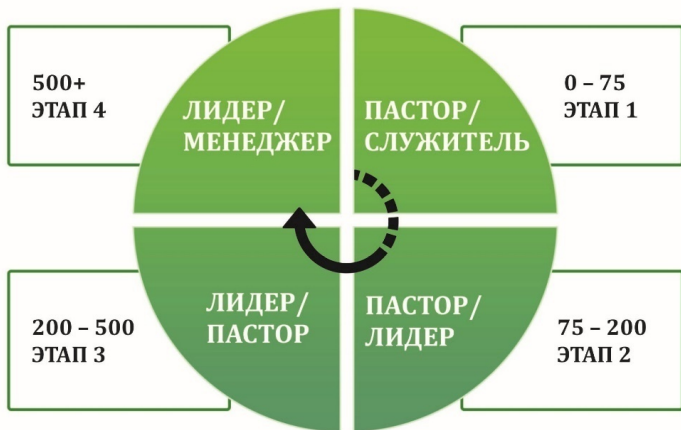 500+
ЭТАП 4
ЛИДЕР/
МЕНЕДЖЕР
ПАСТОР/
СЛУЖИТЕЛЬ
0 – 75
ЭТАП 1
200 – 500
ЭТАП 3
ЛИДЕР/
ПАСТОР
ПАСТОР/
ЛИДЕР
75 – 200
ЭТАП 2